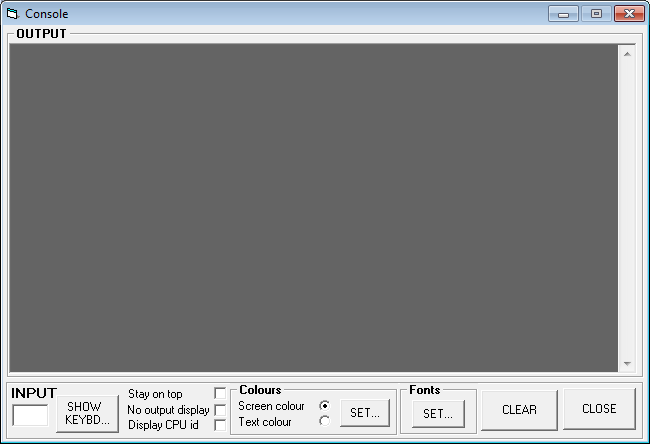 Console
OUTPUT
INPUT
SHOW
KEYBD...
Stay on top
No output display
Display CPU id
Colours
Screen colour
Text colour
SET...
Fonts
SET...
CLEAR
CLOSE